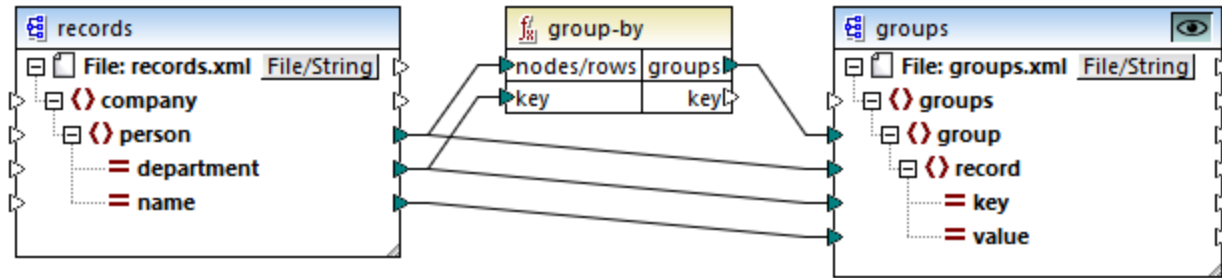 records
File: records.xml File/String
company
person
department
name
group-by
nodes/rows groups
key key
groups
File: groups.xml File/String
groups
group
record
key
value